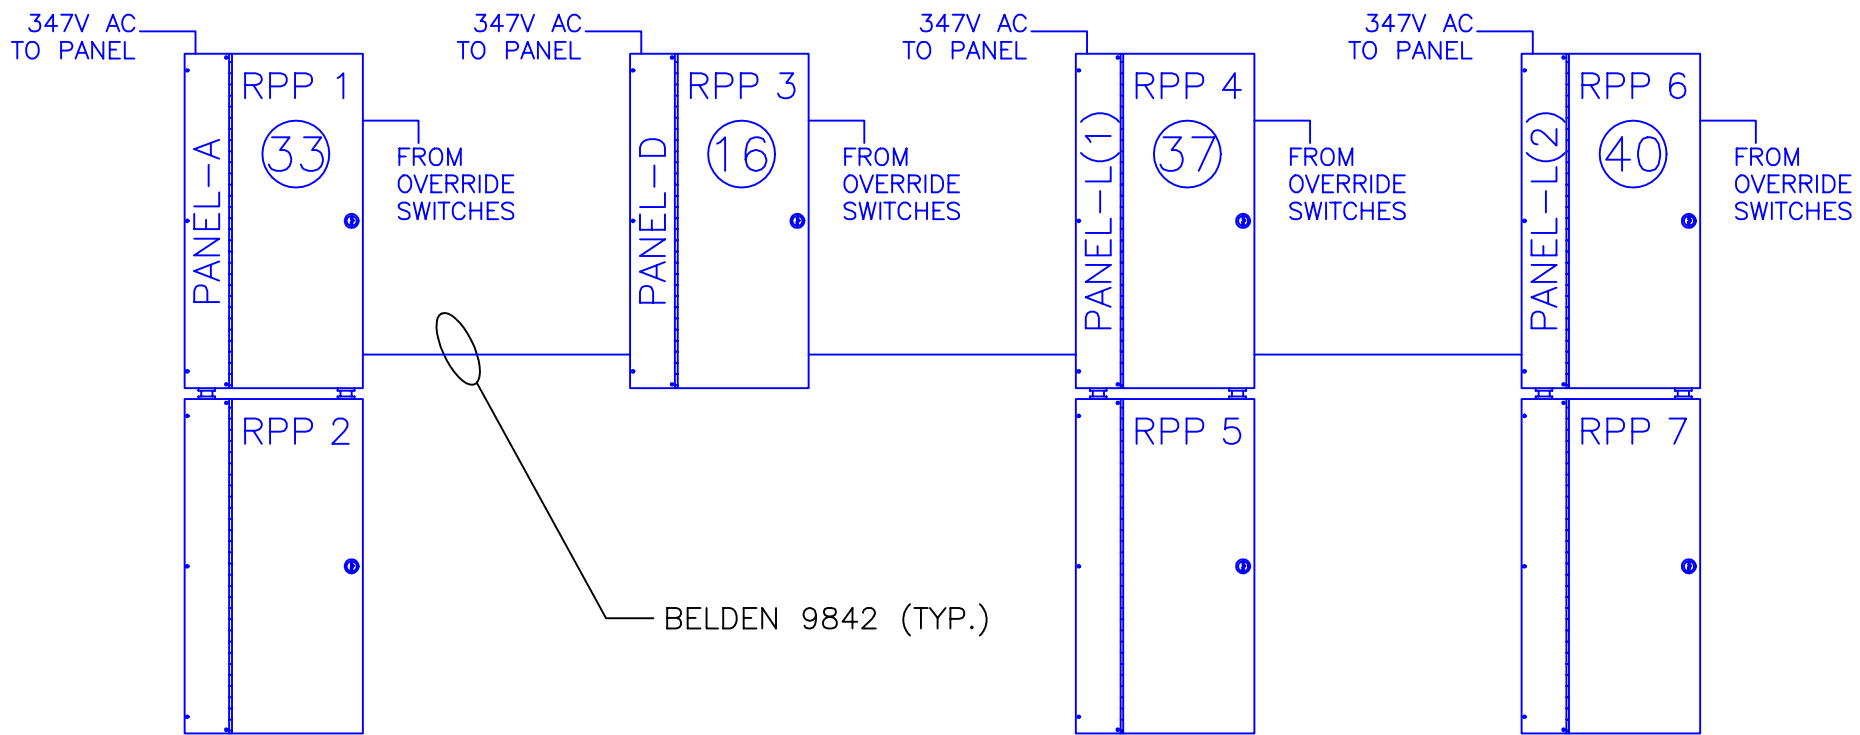 347V AC
TO PANEL
347V AC
TO PANEL
347V AC
TO PANEL
347V AC
TO PANEL
RPP 1
33
PANEL-A
FROM
OVERRIDE
SWITCHES
RPP 3
16
PANEL-D
FROM
OVERRIDE
SWITCHES
RPP 4
37
PANEL-L(1)
FROM
OVERRIDE
SWITCHES
RPP 6
40
PANEL-L(2)
FROM
OVERRIDE
SWITCHES
RPP 2
RPP 5
RPP 7
BELDEN 9842 (TYP.)